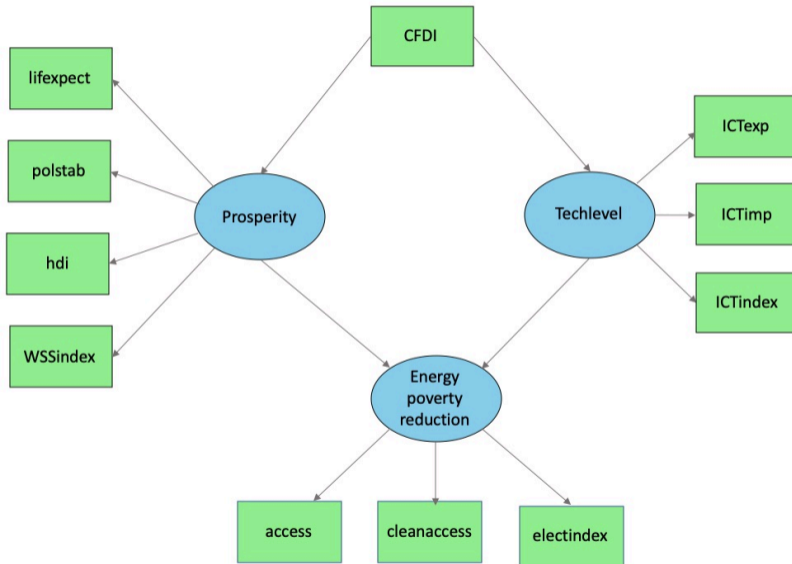 CFDI
lifexpect
ICTexp
polstab
Prosperity
Techlevel
ICTimp
hdi
ICTindex
WSSindex
Energy
poverty
reduction
access
cleanaccess
electindex